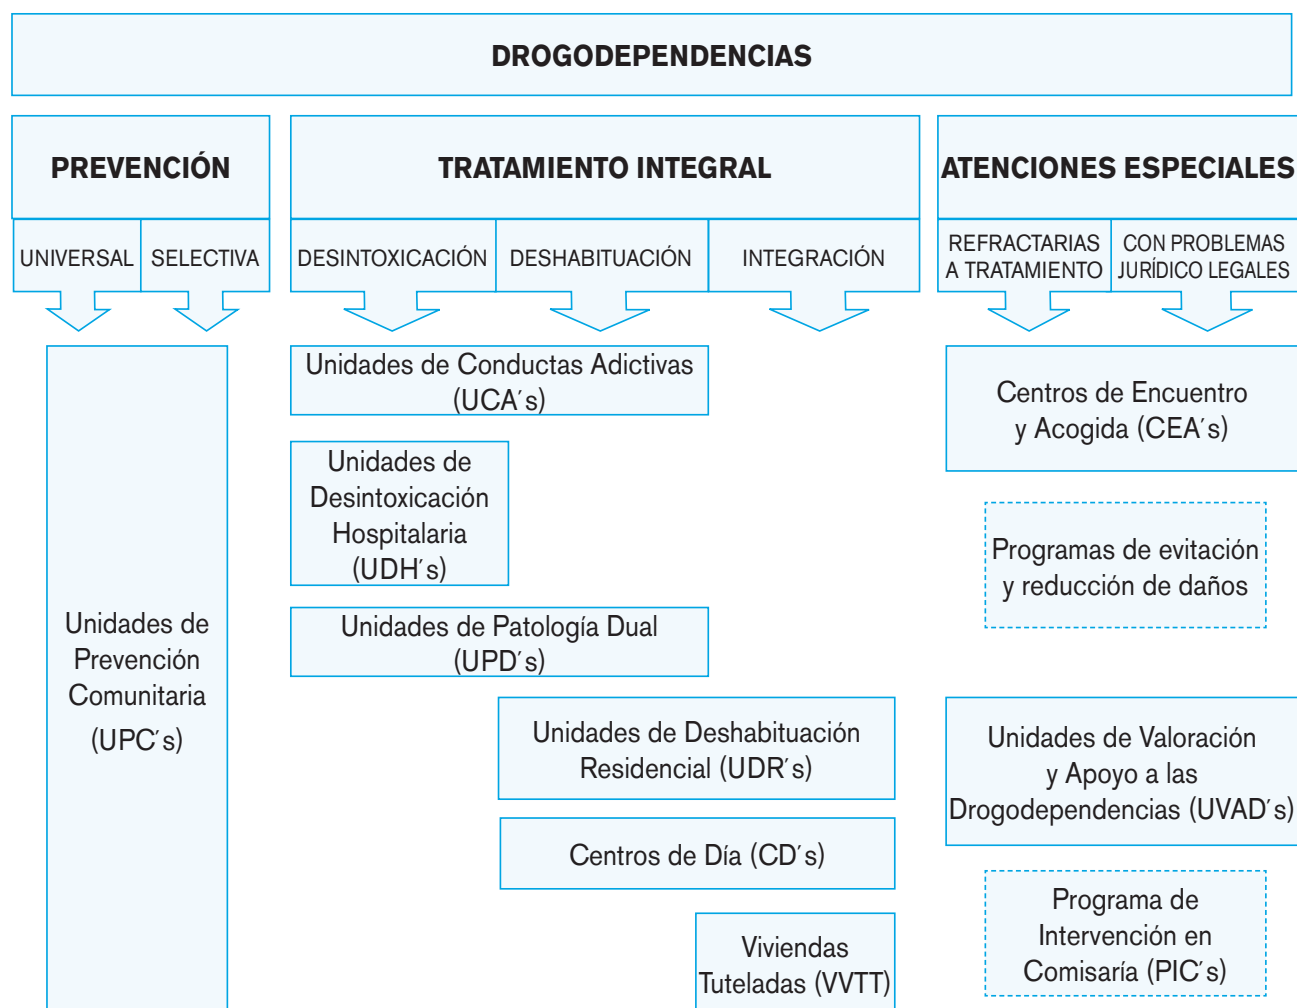 DROGODEPENDENCIAS
PREVENCIÓN
UNIVERSAL
SELECTIVA
Unidades de
Prevención
Comunitaria
(UPC´s)
TRATAMIENTO INTEGRAL
DESINTOXICACIÓN
DESHABITUACIÓN
INTEGRACIÓN
Unidades de Conductas Adictivas
(UCA´s)
Unidades de
Desintoxicación
Hospitalaria
(UDH´s)
Unidades de Patología Dual
(UPD´s)
Unidades de Deshabituación
Residencial (UDR´s)
Centros de Día (CD´s)
Viviendas
Tuteladas (VVTT)
ATENCIONES ESPECIALES
REFRACTARIAS
A TRATAMIENTO
CON PROBLEMAS
JURÍDICO LEGALES
Centros de Encuentro
y Acogida (CEA´s)
Programas de evitación
y reducción de daños
Unidades de Valoración
y Apoyo a las
Drogodependencias (UVAD´s)
Programa de
Intervención en
Comisaría (PIC´s)